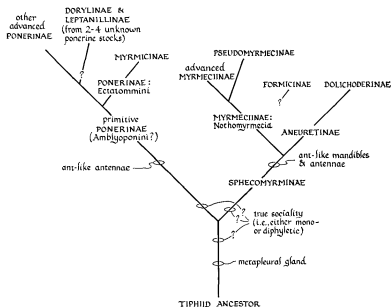 other
advanced
PONERINAE
DORYLINAE &
LEPTANILLINAE
(from 2-4 unknown
ponerine stocks)
MYRMICINAE
?
PONERINAE:
Ectatommini
primitive
PONERINAE
(Amblyoponini?)
ant-like antennae
PSEUDOMYRMECINAE
advanced
MYRMECIINAE
FORMICINAE
?
DOLICHODERINAE
MYRMECIINAE:
Nothomyrmecia
ANEURETINAE
ant-like mandibles
& antennae
SPHECOMYRMINAE
?
?
?
true sociality
(i.e., either mono-
or diphyletic)
metapleural gland
TIPHIID ANCESTOR